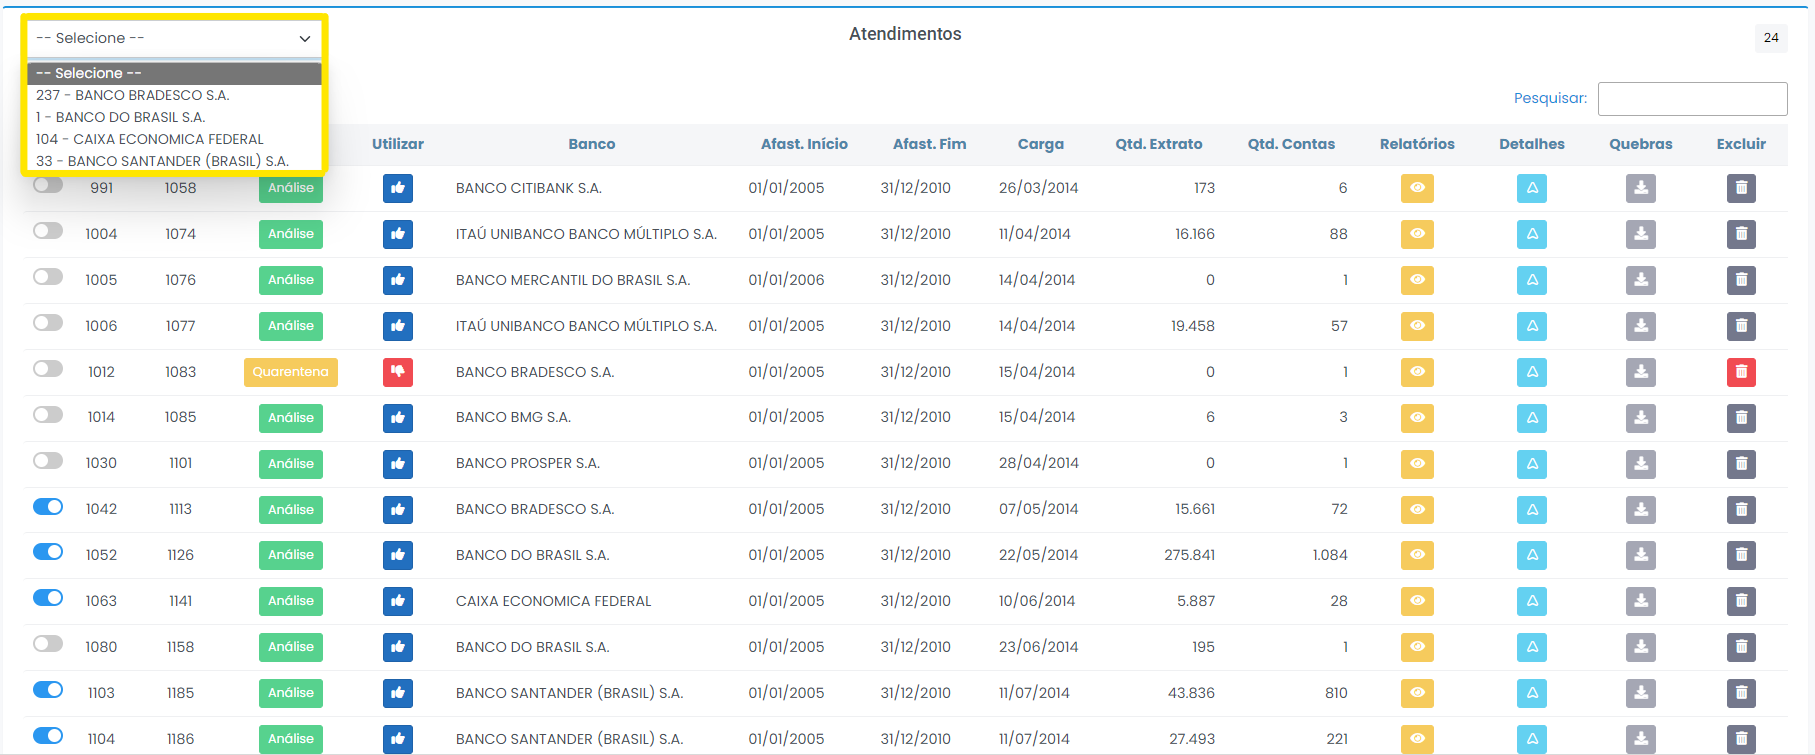 -- Selecione --
Atendimentos
24
-- Selecione --
237 - BANCO BRADESCO S.A.
1 - BANCO DO BRASIL S.A.
104 - CAIXA ECONOMICA FEDERAL
33 - BANCO SANTANDER (BRASIL) S.A.
Pesquisar:
Utilizar Banco Afast. Início Afast. Fim Carga Qtd. Extrato Qtd. Contas Relatórios Detalhes Quebras Excluir
991 1058 Análise BANCO CITIBANK S.A. 01/01/2005 31/12/2010 26/03/2014 173 6
1004 1074 Análise ITAÚ UNIBANCO BANCO MÚLTIPLO S.A. 01/01/2005 31/12/2010 11/04/2014 16.166 88
1005 1076 Análise BANCO MERCANTIL DO BRASIL S.A. 01/01/2006 31/12/2010 14/04/2014 0 1
1006 1077 Análise ITAÚ UNIBANCO BANCO MÚLTIPLO S.A. 01/01/2005 31/12/2010 14/04/2014 19.458 57
1012 1083 Quarentena BANCO BRADESCO S.A. 01/01/2005 31/12/2010 15/04/2014 0 1
1014 1085 Análise BANCO BMG S.A. 01/01/2005 31/12/2010 15/04/2014 6 3
1030 1101 Análise BANCO PROSPER S.A. 01/01/2005 31/12/2010 28/04/2014 0 1
1042 1113 Análise BANCO BRADESCO S.A. 01/01/2005 31/12/2010 07/05/2014 15.661 72
1052 1126 Análise BANCO DO BRASIL S.A. 01/01/2005 31/12/2010 22/05/2014 275.841 1.084
1063 1141 Análise CAIXA ECONOMICA FEDERAL 01/01/2005 31/12/2010 10/06/2014 5.887 28
1080 1158 Análise BANCO DO BRASIL S.A. 01/01/2005 31/12/2010 23/06/2014 195 1
1103 1185 Análise BANCO SANTANDER (BRASIL) S.A. 01/01/2005 31/12/2010 11/07/2014 43.836 810
1104 1186 Análise BANCO SANTANDER (BRASIL) S.A. 01/01/2005 31/12/2010 11/07/2014 27.493 221